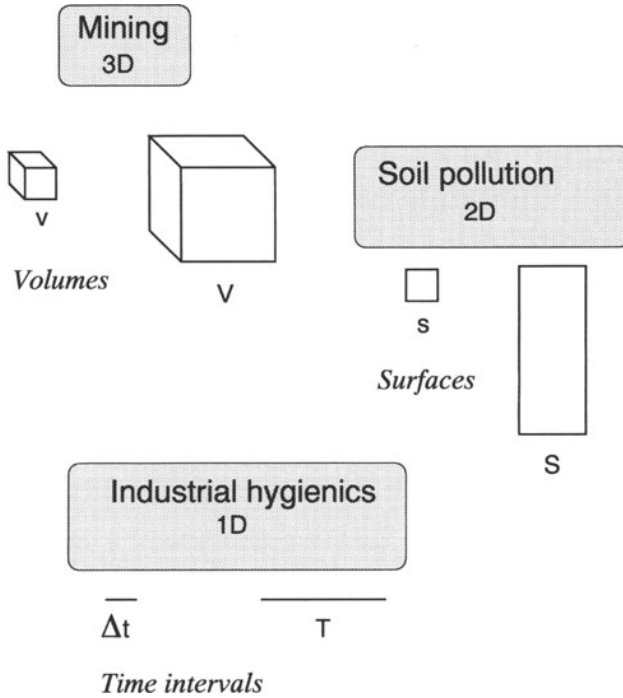 Mining
3D
v
V
Volumes
Soil pollution
2D
s
S
Surfaces
Industrial hygienics
1D
Δt
T
Time intervals